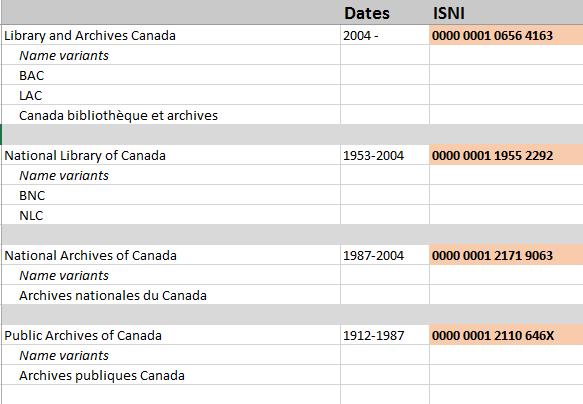 Dates ISNI
Library and Archives Canada 2004 - 0000 0001 0656 4163
Name variants
BAC
LAC
Canada bibliothèque et archives
National Library of Canada 1953-2004 0000 0001 1955 2292
Name variants
BNC
NLC
National Archives of Canada 1987-2004 0000 0001 2171 9063
Name variants
Archives nationales du Canada
Public Archives of Canada 1912-1987 0000 0001 2110 646X
Name variants
Archives publiques Canada